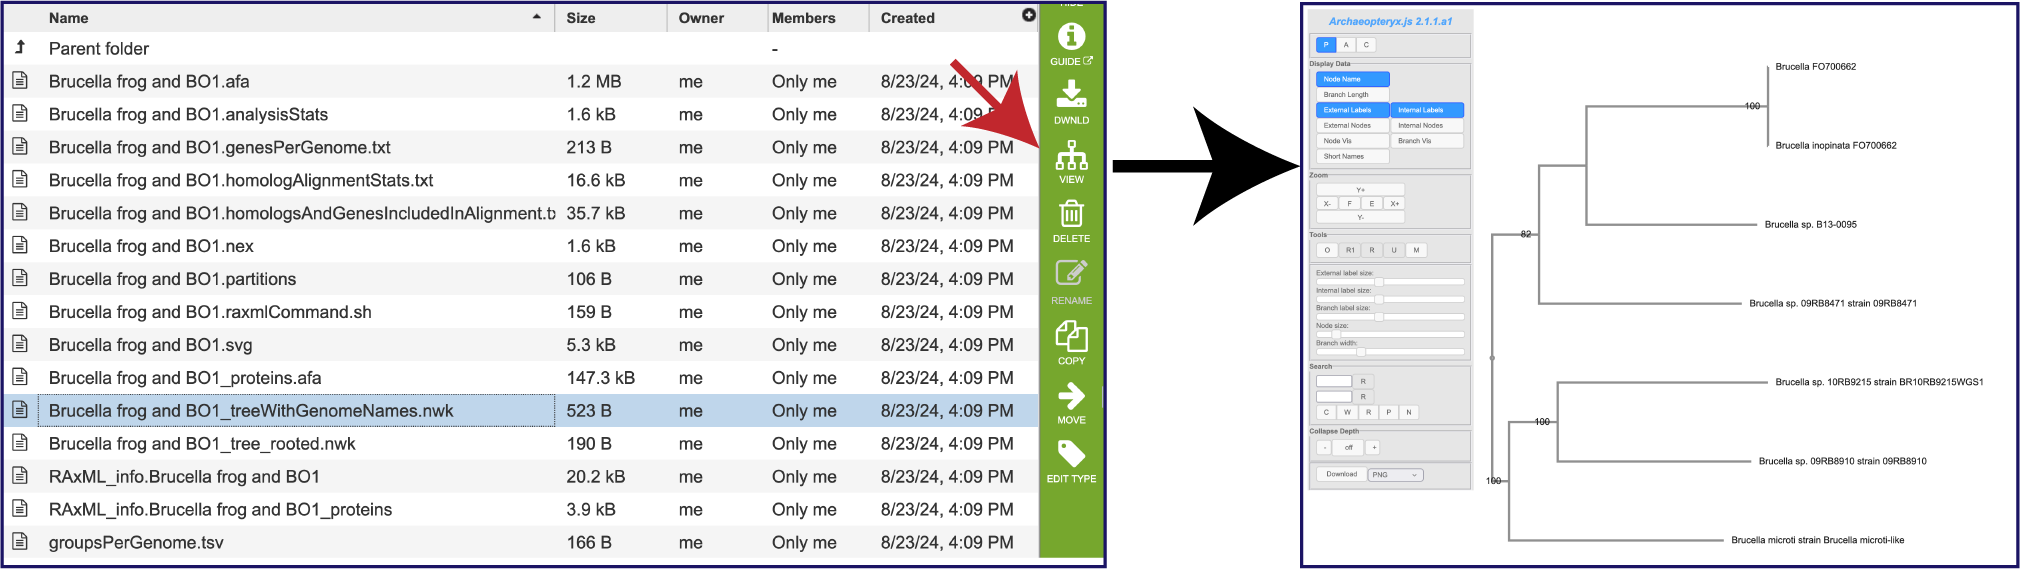 Name Size Owner Members Created
Parent folder -
Brucella frog and BO1.afa 1.2 MB me Only me 8/23/24, 4:09 PM
Brucella frog and BO1.analysisStats 1.6 kB me Only me 8/23/24, 4:09 PM
Brucella frog and BO1.genesPerGenome.txt 213 B me Only me 8/23/24, 4:09 PM
Brucella frog and BO1.homologAlignmentStats.txt 16.6 kB me Only me 8/23/24, 4:09 PM
Brucella frog and BO1.homologsAndGenesIncludedInAlignment.t 35.7 kB me Only me 8/23/24, 4:09 PM
Brucella frog and BO1.nex 1.6 kB me Only me 8/23/24, 4:09 PM
Brucella frog and BO1.partitions 106 B me Only me 8/23/24, 4:09 PM
Brucella frog and BO1.raxmlCommand.sh 159 B me Only me 8/23/24, 4:09 PM
Brucella frog and BO1.svg 5.3 kB me Only me 8/23/24, 4:09 PM
Brucella frog and BO1_proteins.afa 147.3 kB me Only me 8/23/24, 4:09 PM
Brucella frog and BO1_treeWithGenomeNames.nwk 523 B me Only me 8/23/24, 4:09 PM
Brucella frog and BO1_tree_rooted.nwk 190 B me Only me 8/23/24, 4:09 PM
RAxML_info.Brucella frog and BO1 20.2 kB me Only me 8/23/24, 4:09 PM
RAxML_info.Brucella frog and BO1_proteins 3.9 kB me Only me 8/23/24, 4:09 PM
groupsPerGenome.tsv 166 B me Only me 8/23/24, 4:09 PM
GUIDE
DWNLD
VIEW
DELETE
RENAME
COPY
MOVE
EDIT TYPE
Archaeopteryx.js 2.1.1.a1
P A C
Display Data
Node Name
Branch Length
External Labels Internal Labels
External Nodes Internal Nodes
Node Vis Branch Vis
Short Names
Zoom
Y+
X- F E X+
Y-
Tools
O R1 R U M
External label size:
Internal label size:
Branch label size:
Node size:
Branch width:
Search
R
R
C W R P N
Collapse Depth
- off +
Download PNG
Brucella FO700662
100
Brucella inopinata FO700662
Brucella sp. B13-0095
82
Brucella sp. 09RB8471 strain 09RB8471
Brucella sp. 10RB9215 strain BR10RB9215WGS1
100
Brucella sp. 09RB8910 strain 09RB8910
100
Brucella microti strain Brucella microti-like